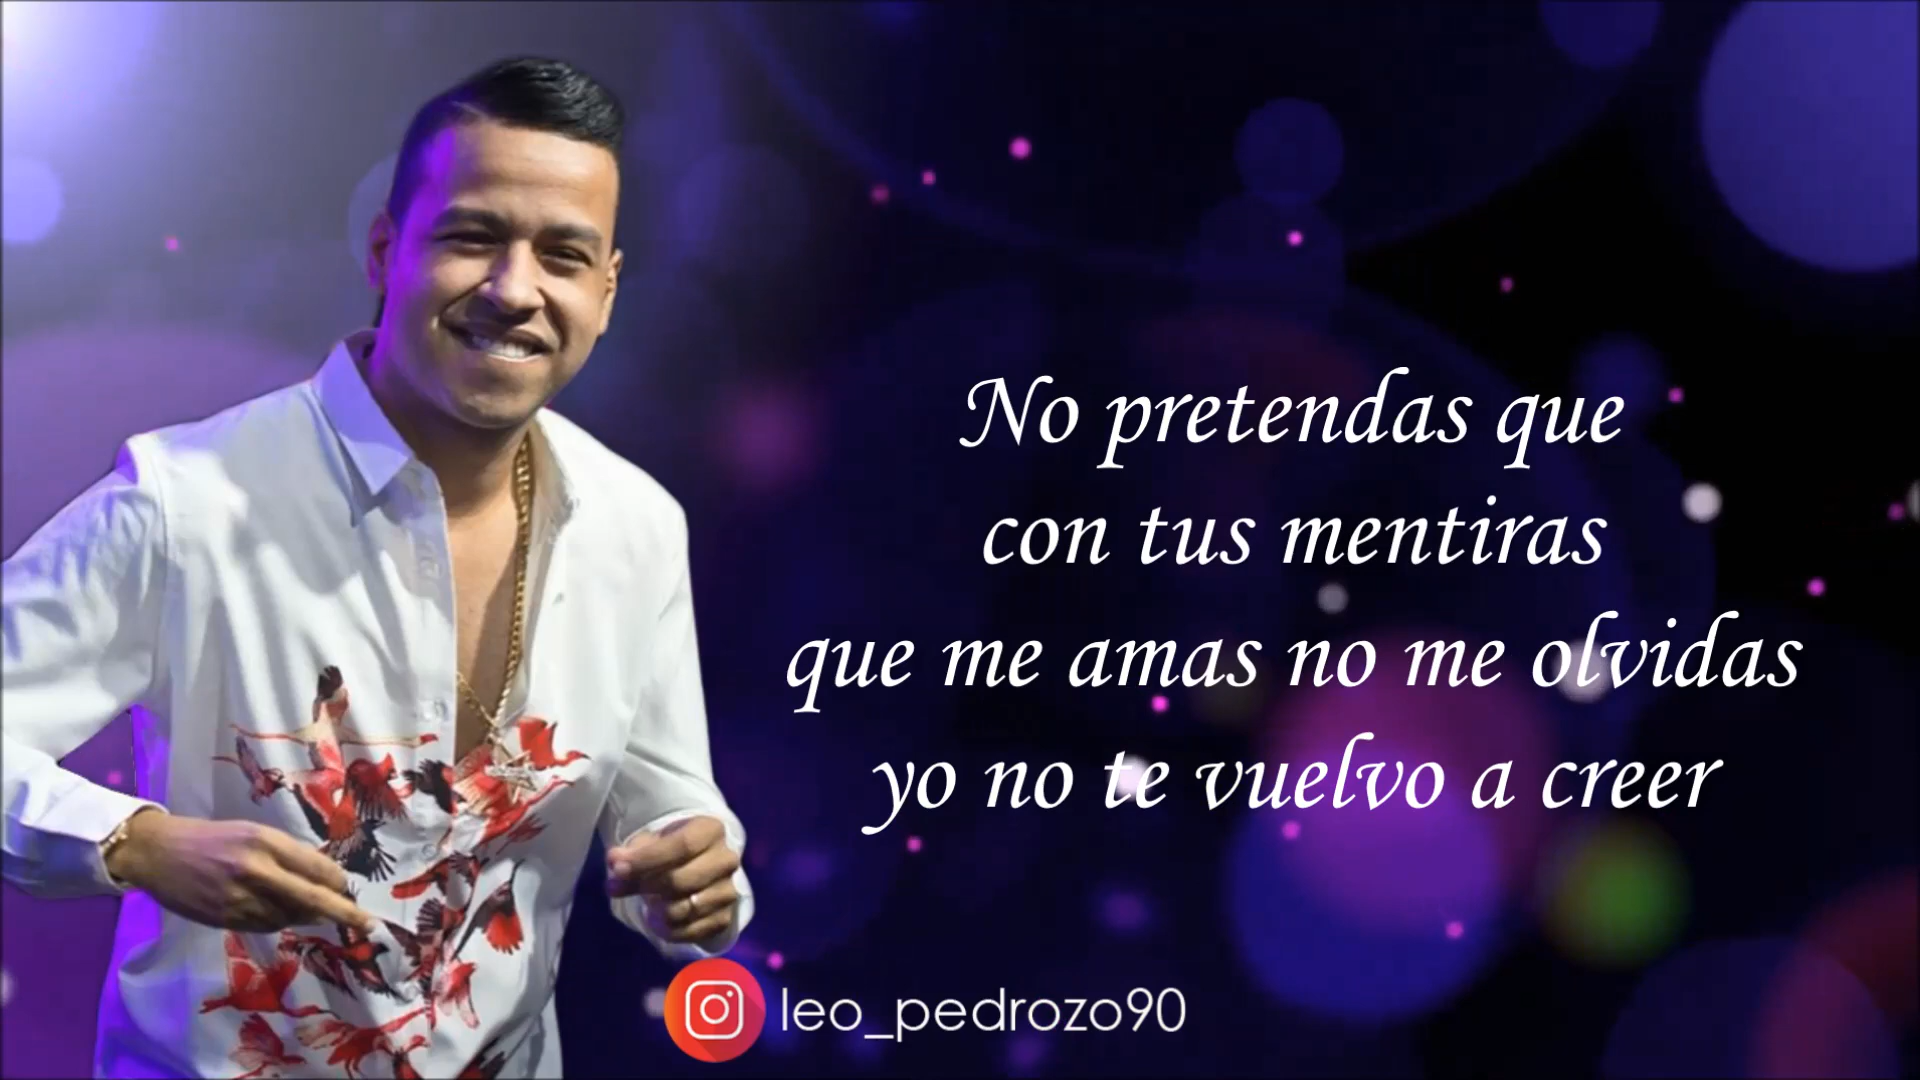 No pretendas que
con tus mentiras
que me amas no me olvidas
yo no te vuelvo a creer
leo_pedrozo90